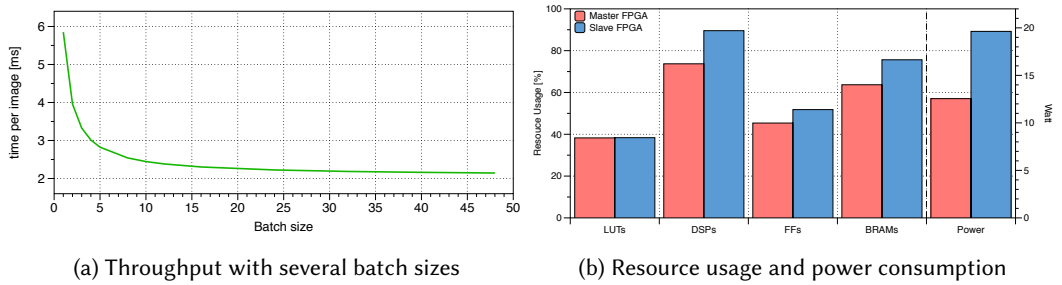 time per image [ms]
6
5
4
3
2
0 5 10 15 20 25 30 35 40 45 50
Batch size
(a) Throughput with several batch sizes
Master FPGA
Slave FPGA
Resouce Usage [%]
100
80
60
40
20
0
20
15
10
5
0
Watt
LUTs DSPs FFs BRAMs Power
(b) Resource usage and power consumption